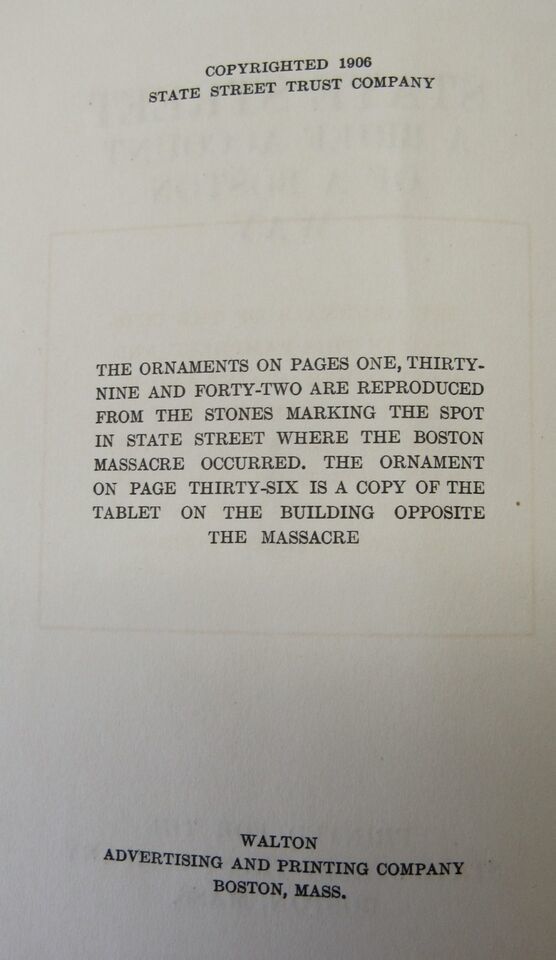 COPYRIGHTED 1906
STATE STREET TRUST COMPANY
THE ORNAMENTS ON PAGES ONE, THIRTY-
NINE AND FORTY-TWO ARE REPRODUCED
FROM THE STONES MARKING THE SPOT
IN STATE STREET WHERE THE BOSTON
MASSACRE OCCURRED. THE ORNAMENT
ON PAGE THIRTY-SIX IS A COPY OF THE
TABLET ON THE BUILDING OPPOSITE
THE MASSACRE
WALTON
ADVERTISING AND PRINTING COMPANY
BOSTON, MASS.